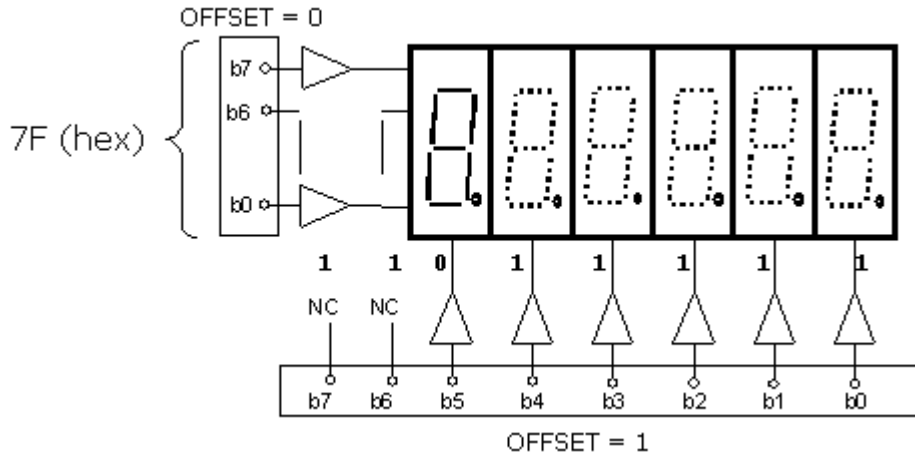 OFFSET = 0
b7
b6
7F (hex)
b0
1 1 0 1 1 1 1 1
NC NC
b7 b6 b5 b4 b3 b2 b1 b0
OFFSET = 1